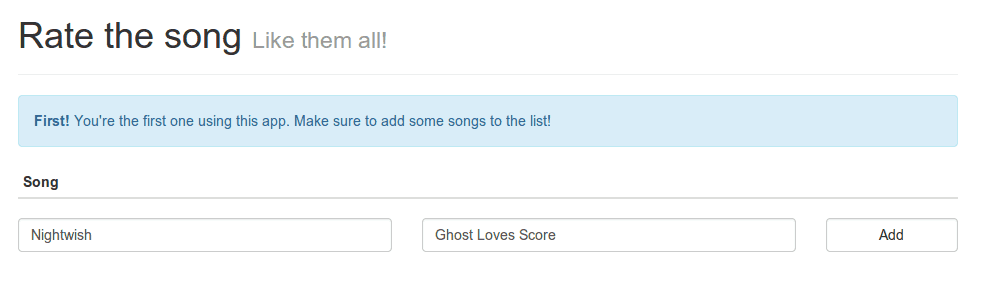 Rate the song Like them all!
First! You're the first one using this app. Make sure to add some songs to the list!
Song
Nightwish Ghost Loves Score Add